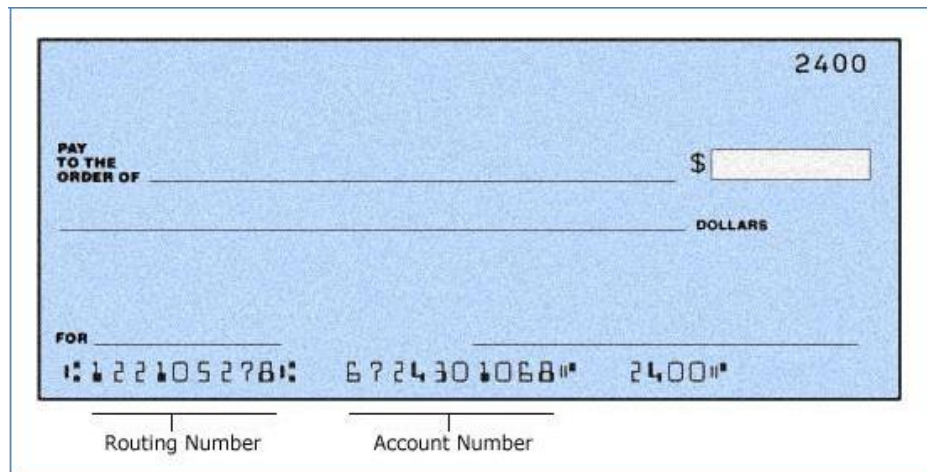 2400
PAY
TO THE
ORDER OF $
DOLLARS
FOR
⑆122105278⑆ 6724301068⑈ 2400⑈
Routing Number Account Number